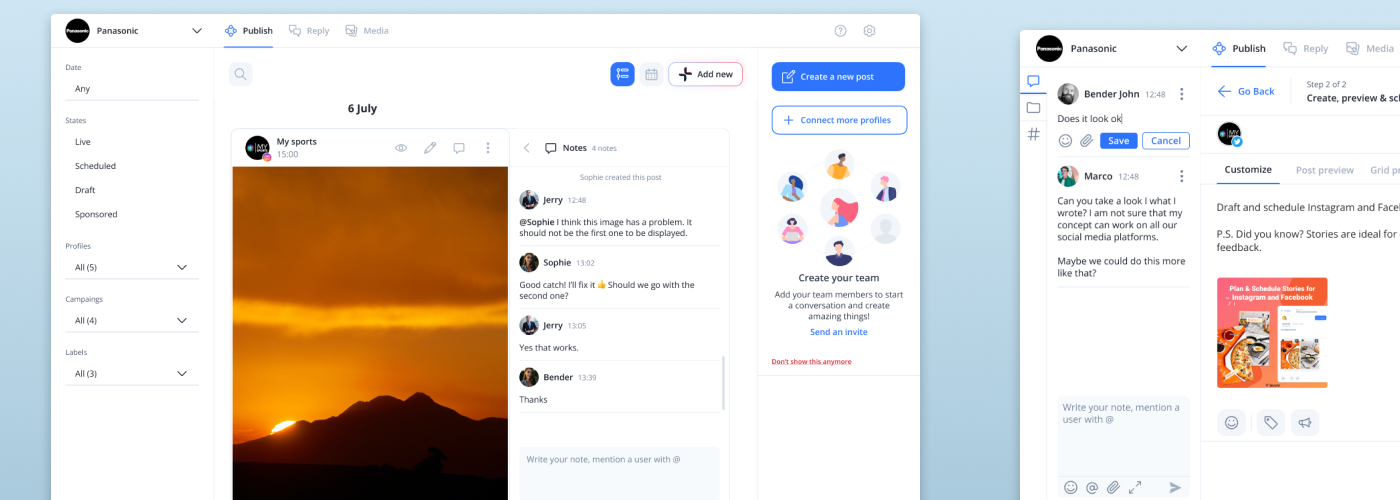 Panasonic
Panasonic
Publish
Reply
Media
Date
Any
States
Live
Scheduled
Draft
Sponsored
Profiles
All (5)
Campaings
All (4)
Labels
All (3)
Add new
6 July
MY
My sports
15:00
Notes 4 notes
Sophie created this post
Jerry 12:48
@Sophie I think this image has a problem. It
should not be the first one to be displayed.
Sophie 13:02
Good catch! I'll fix it 👍 Should we go with the
second one?
Jerry 13:05
Yes that works.
Bender 13:39
Thanks
Write your note, mention a user with @
Create a new post
Connect more profiles
Create your team
Add your team members to start
a conversation and create
amazing things!
Send an invite
Don't show this anymore
Panasonic
Panasonic
Publish
Reply
Media
Bender John 12:48
Does it look ok
Save
Cancel
Marco 12:48
Can you take a look I what I
wrote? I am not sure that my
concept can work on all our
social media platforms.
Maybe we could do this more
like that?
Write your note, mention a
user with @
Go Back
Step 2 of 2
Create, preview & sc
MY
Customize
Post preview
Grid pr
Draft and schedule Instagram and Face
P.S. Did you know? Stories are ideal for
feedback.
Plan & Schedule Stories for
Instagram and Facebook